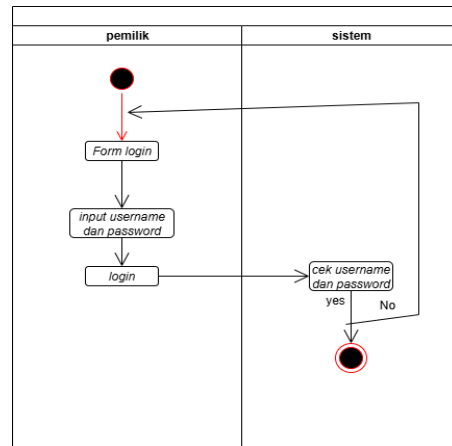 pemilik
sistem
Form login
input username
dan password
login
cek username
dan password
yes
No